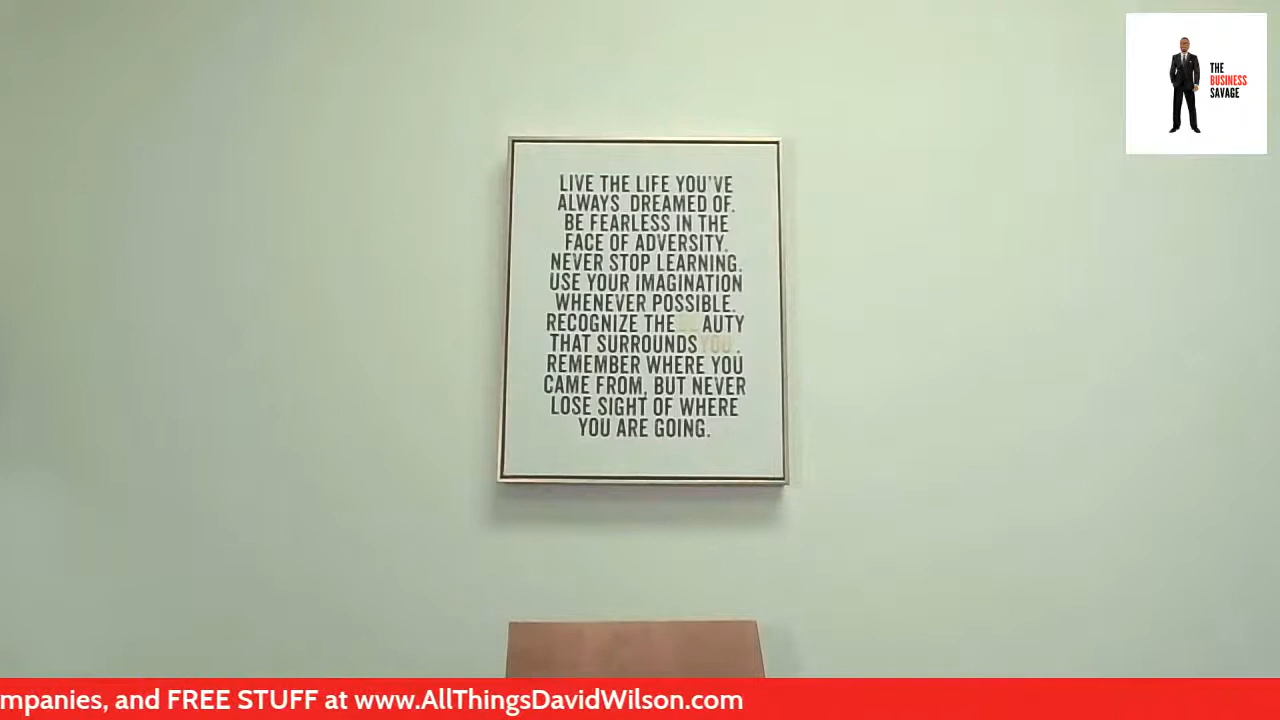 THE
BUSINESS
SAVAGE
LIVE THE LIFE YOU'VE
ALWAYS DREAMED OF.
BE FEARLESS IN THE
FACE OF ADVERSITY.
NEVER STOP LEARNING.
USE YOUR IMAGINATION
WHENEVER POSSIBLE.
RECOGNIZE THE BEAUTY
THAT SURROUNDS YOU.
REMEMBER WHERE YOU
CAME FROM, BUT NEVER
LOSE SIGHT OF WHERE
YOU ARE GOING.
mpanies, and FREE STUFF at www.AllThingsDavidWilson.com